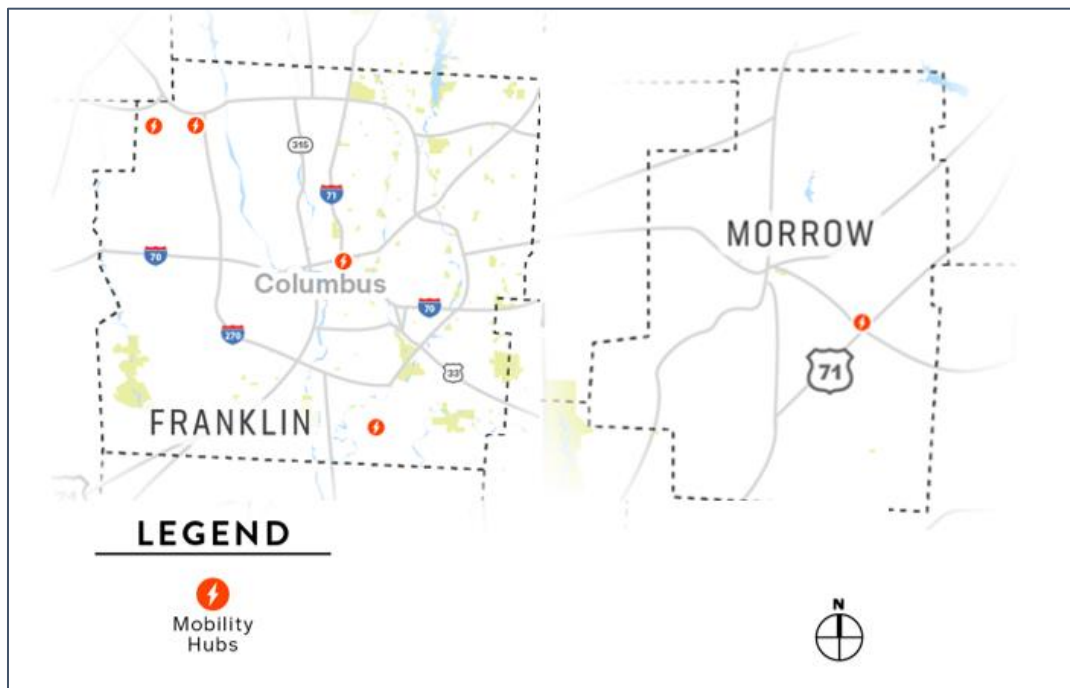 315
71
MORROW
70
Columbus
70
270
71
33
FRANKLIN
LEGEND
Mobility
Hubs
N